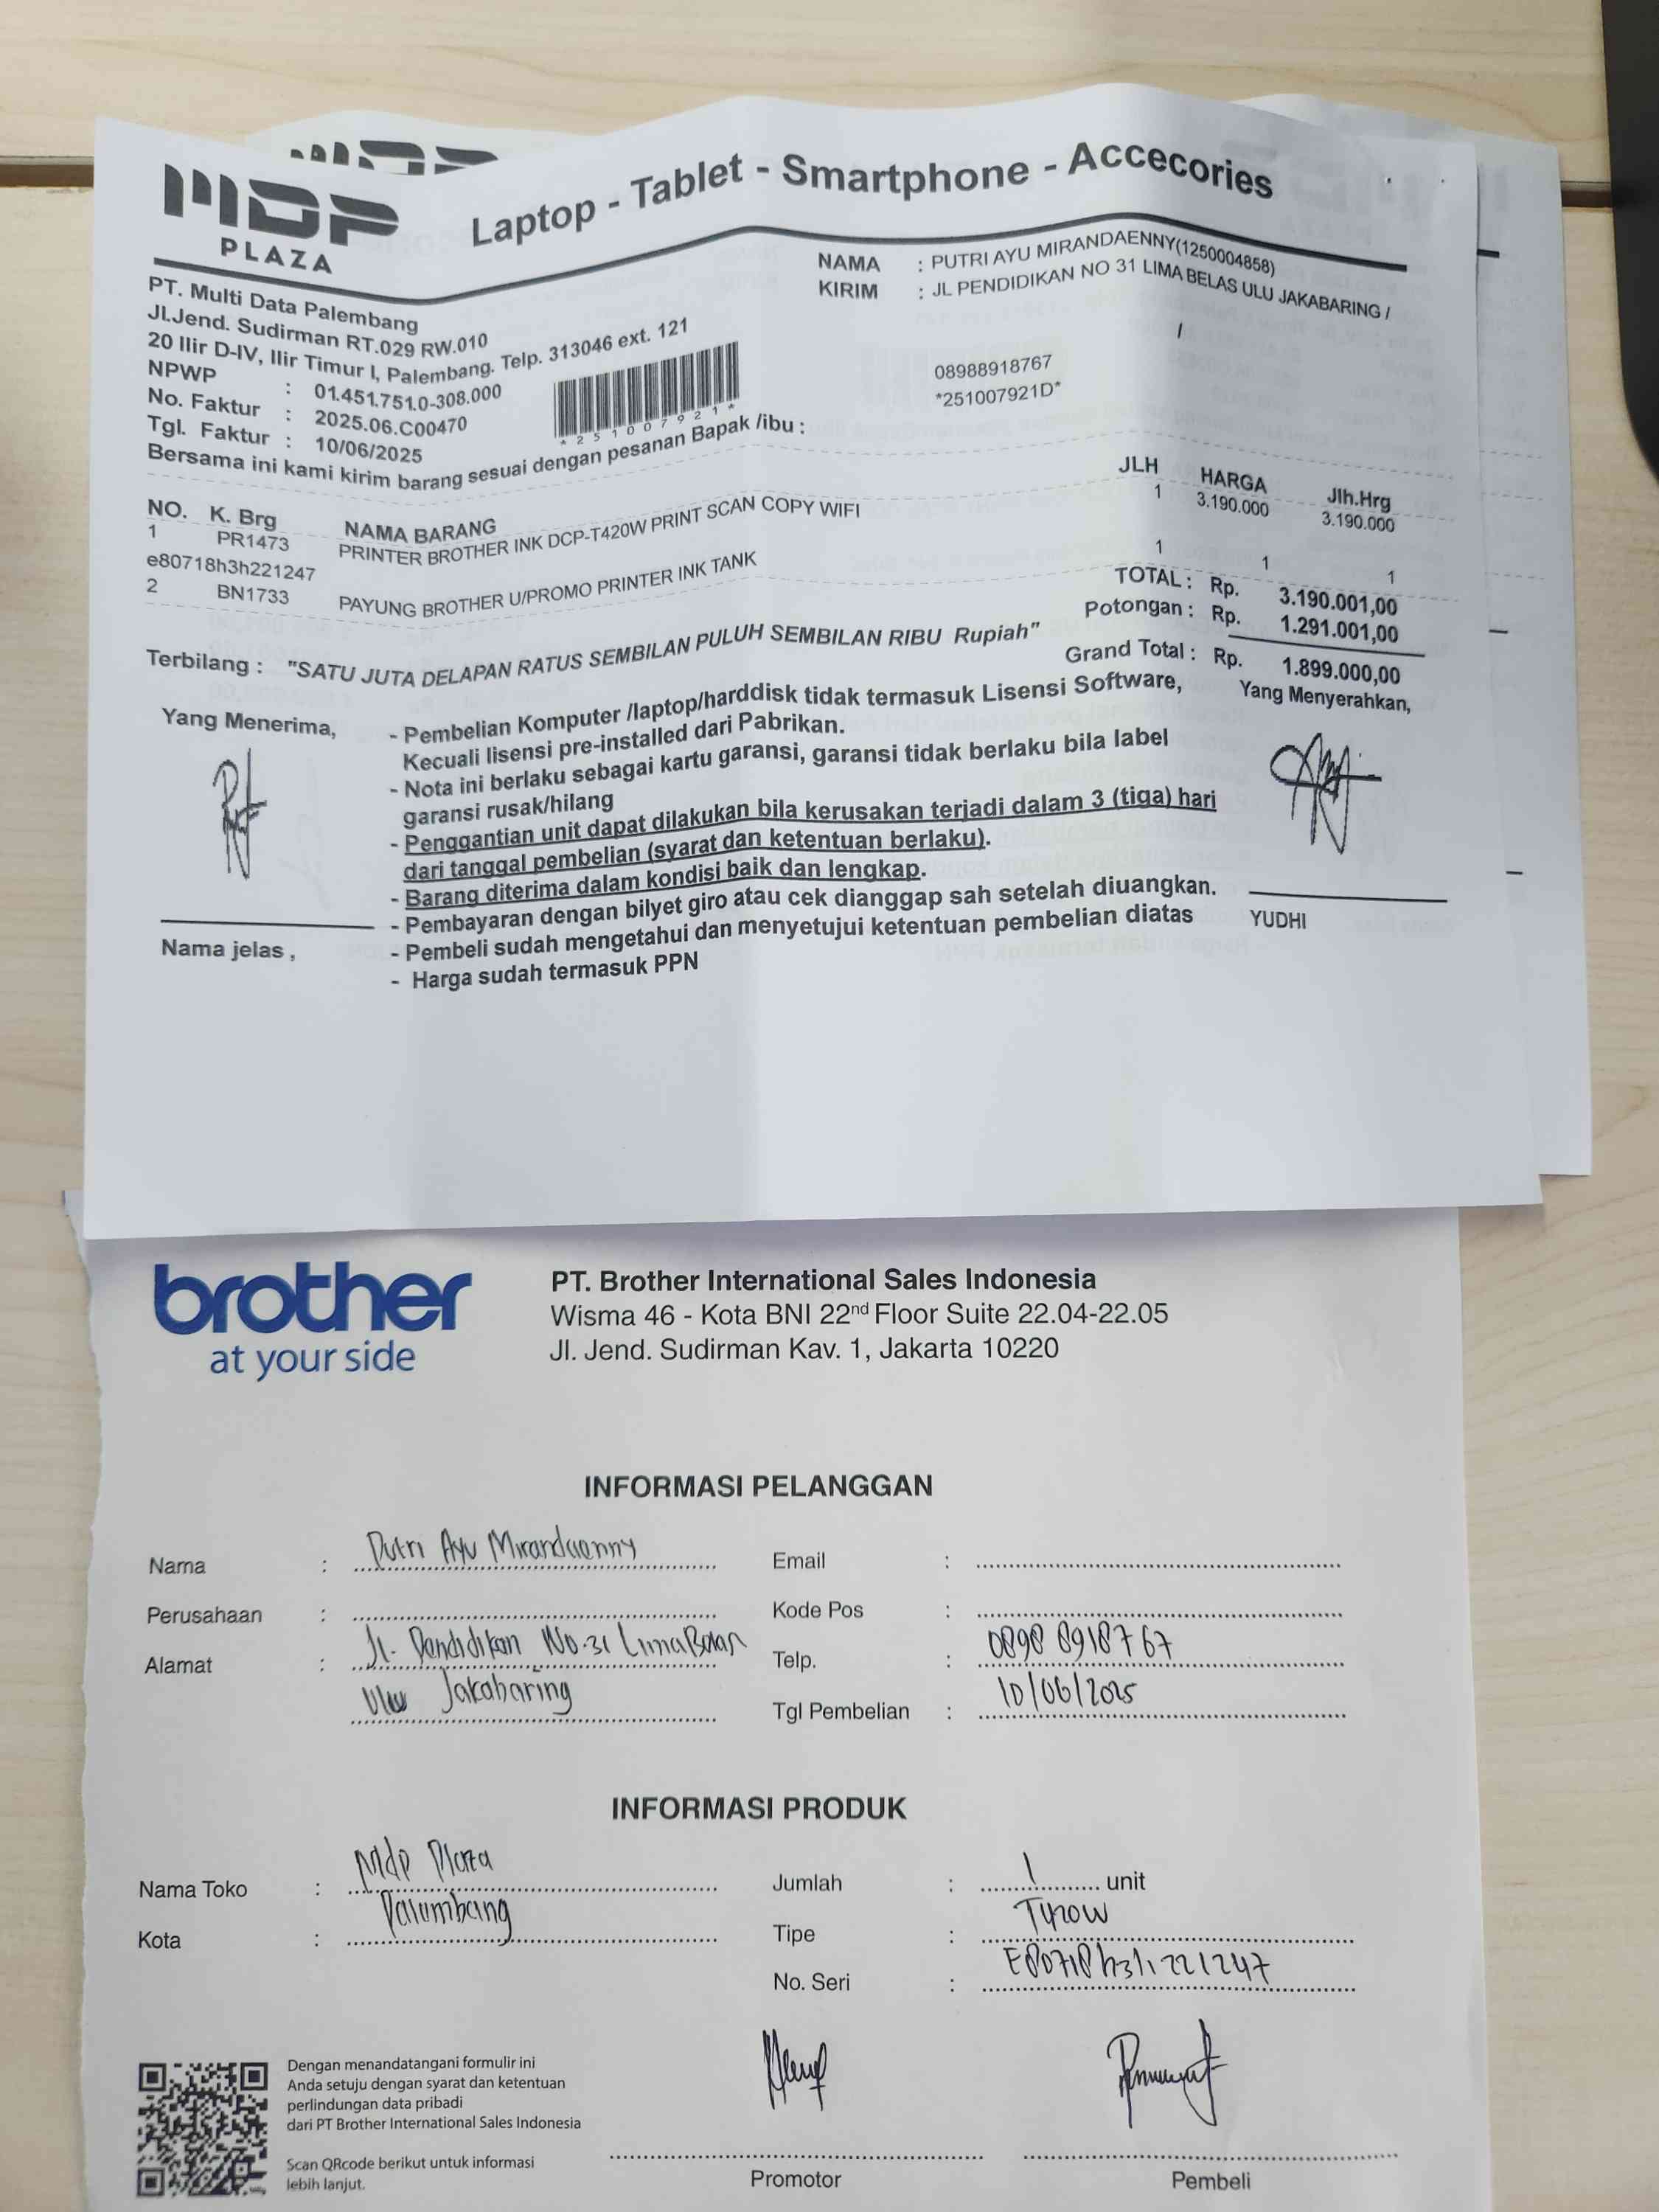 MDP
PLAZA
Laptop - Tablet - Smartphone - Accecories
PT. Multi Data Palembang
Jl.Jend. Sudirman RT.029 RW.010
20 Ilir D-IV, Ilir Timur I, Palembang. Telp. 313046 ext. 121
NPWP : 01.451.751.0-308.000
No. Faktur : 2025.06.C00470
Tgl. Faktur : 10/06/2025
*251007921*
NAMA : PUTRI AYU MIRANDAENNY(1250004858)
KIRIM : JL PENDIDIKAN NO 31 LIMA BELAS ULU JAKABARING /
/
08988918767
*251007921D*
Bersama ini kami kirim barang sesuai dengan pesanan Bapak /ibu :
NO. K. Brg NAMA BARANG JLH HARGA Jlh.Hrg
1 PR1473 PRINTER BROTHER INK DCP-T420W PRINT SCAN COPY WIFI 1 3.190.000 3.190.000
e80718h3h221247
2 BN1733 PAYUNG BROTHER U/PROMO PRINTER INK TANK 1 1 1
TOTAL : Rp. 3.190.001,00
Potongan : Rp. 1.291.001,00
Grand Total : Rp. 1.899.000,00
Terbilang : "SATU JUTA DELAPAN RATUS SEMBILAN PULUH SEMBILAN RIBU Rupiah"
Yang Menerima,
- Pembelian Komputer /laptop/harddisk tidak termasuk Lisensi Software,
Kecuali lisensi pre-installed dari Pabrikan.
- Nota ini berlaku sebagai kartu garansi, garansi tidak berlaku bila label
garansi rusak/hilang
- Penggantian unit dapat dilakukan bila kerusakan terjadi dalam 3 (tiga) hari
dari tanggal pembelian (syarat dan ketentuan berlaku).
- Barang diterima dalam kondisi baik dan lengkap.
- Pembayaran dengan bilyet giro atau cek dianggap sah setelah diuangkan.
- Pembeli sudah mengetahui dan menyetujui ketentuan pembelian diatas
- Harga sudah termasuk PPN
Yang Menyerahkan,
YUDHI
Nama jelas ,
brother
at your side
PT. Brother International Sales Indonesia
Wisma 46 - Kota BNI 22nd Floor Suite 22.04-22.05
Jl. Jend. Sudirman Kav. 1, Jakarta 10220
INFORMASI PELANGGAN
Nama : Putri Ayu Mirandaenny
Perusahaan :
Alamat : Jl. Pendidikan No.31 Lima Belas
Ulu Jakabaring
Email :
Kode Pos :
Telp. : 0898 8918767
Tgl Pembelian : 10/06/2025
INFORMASI PRODUK
Nama Toko : Mdp Plaza
Kota : Palembang
Jumlah : 1 unit
Tipe : T420W
No. Seri : E80718h3h221247
Dengan menandatangani formulir ini
Anda setuju dengan syarat dan ketentuan
perlindungan data pribadi
dari PT Brother International Sales Indonesia
Scan QRcode berikut untuk informasi
lebih lanjut.
Promotor
Pembeli